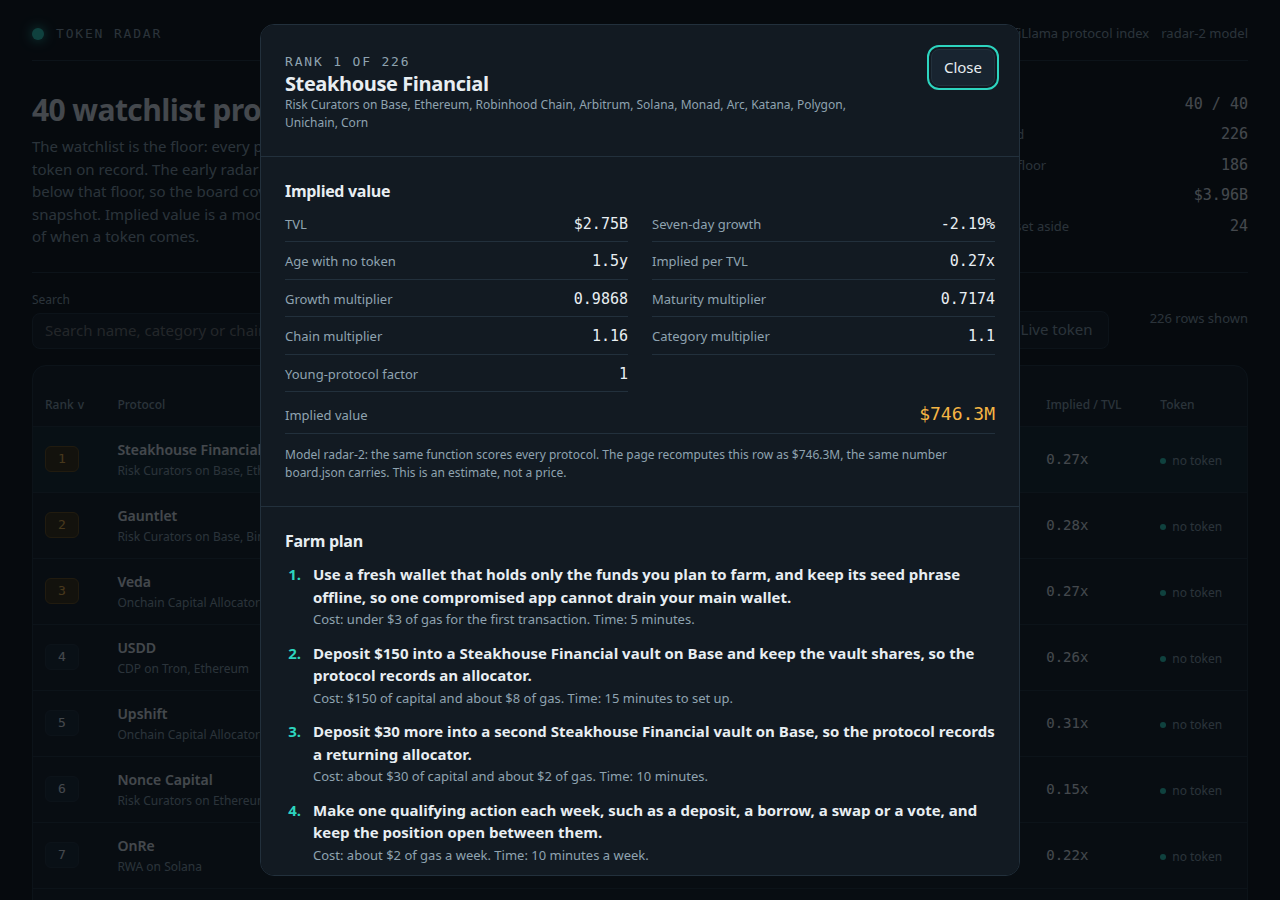 TOKEN RADAR
Llama protocol index radar-2 model
40 watchlist pro
The watchlist is the floor: every p
token on record. The early radar
below that floor, so the board co
snapshot. Implied value is a mod
of when a token comes.
40 / 40
226
floor 186
$3.96B
set aside 24
Search
Search name, category or chain
Live token
226 rows shown
Rank v Protocol Implied / TVL Token
1 Steakhouse Financial 0.27x no token
Risk Curators on Base, Eth
2 Gauntlet 0.28x no token
Risk Curators on Base, Bin
3 Veda 0.27x no token
Onchain Capital Allocator
4 USDD 0.26x no token
CDP on Tron, Ethereum
5 Upshift 0.31x no token
Onchain Capital Allocator
6 Nonce Capital 0.15x no token
Risk Curators on Ethereum
7 OnRe 0.22x no token
RWA on Solana
RANK 1 OF 226
Steakhouse Financial
Risk Curators on Base, Ethereum, Robinhood Chain, Arbitrum, Solana, Monad, Arc, Katana, Polygon,
Unichain, Corn
Close
Implied value
TVL $2.75B Seven-day growth -2.19%
Age with no token 1.5y Implied per TVL 0.27x
Growth multiplier 0.9868 Maturity multiplier 0.7174
Chain multiplier 1.16 Category multiplier 1.1
Young-protocol factor 1
Implied value $746.3M
Model radar-2: the same function scores every protocol. The page recomputes this row as $746.3M, the same number
board.json carries. This is an estimate, not a price.
Farm plan
1. Use a fresh wallet that holds only the funds you plan to farm, and keep its seed phrase
offline, so one compromised app cannot drain your main wallet.
Cost: under $3 of gas for the first transaction. Time: 5 minutes.
2. Deposit $150 into a Steakhouse Financial vault on Base and keep the vault shares, so the
protocol records an allocator.
Cost: $150 of capital and about $8 of gas. Time: 15 minutes to set up.
3. Deposit $30 more into a second Steakhouse Financial vault on Base, so the protocol records
a returning allocator.
Cost: about $30 of capital and about $2 of gas. Time: 10 minutes.
4. Make one qualifying action each week, such as a deposit, a borrow, a swap or a vote, and
keep the position open between them.
Cost: about $2 of gas a week. Time: 10 minutes a week.